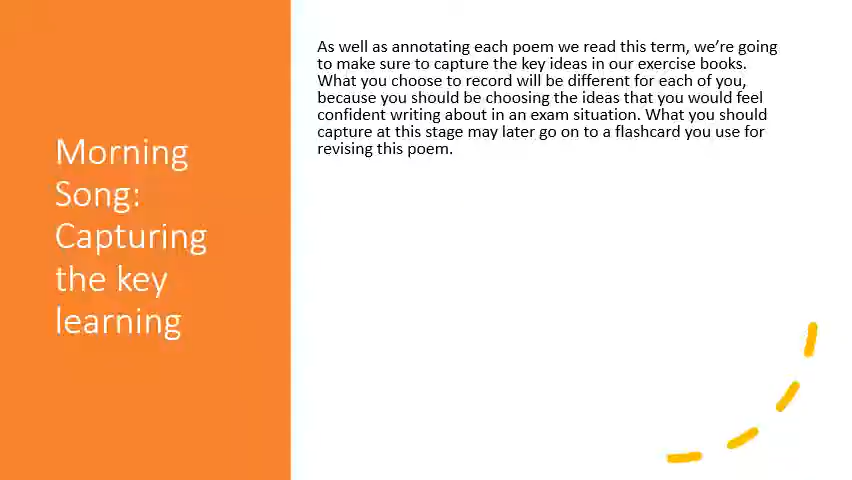 Morning
Song:
Capturing
the key
learning
As well as annotating each poem we read this term, we’re going
to make sure to capture the key ideas in our exercise books.
What you choose to record will be different for each of you,
because you should be choosing the ideas that you would feel
confident writing about in an exam situation. What you should
capture at this stage may later go on to a flashcard you use for
revising this poem.